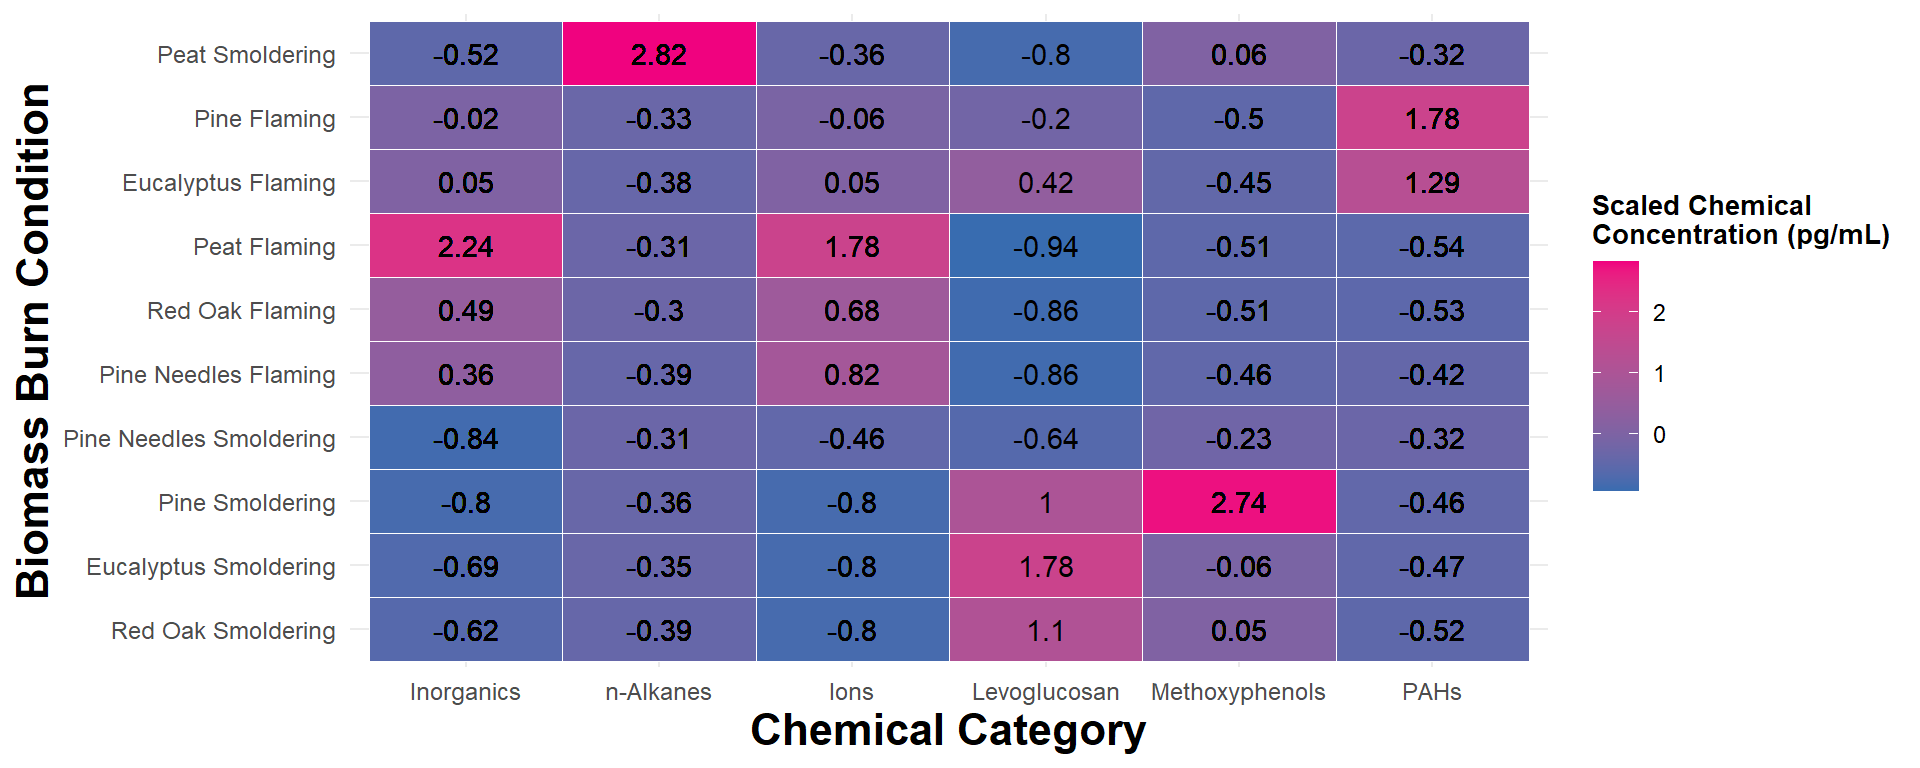 Biomass Burn Condition
Peat Smoldering -0.52 2.82 -0.36 -0.8 0.06 -0.32
Pine Flaming -0.02 -0.33 -0.06 -0.2 -0.5 1.78
Eucalyptus Flaming 0.05 -0.38 0.05 0.42 -0.45 1.29
Peat Flaming 2.24 -0.31 1.78 -0.94 -0.51 -0.54
Red Oak Flaming 0.49 -0.3 0.68 -0.86 -0.51 -0.53
Pine Needles Flaming 0.36 -0.39 0.82 -0.86 -0.46 -0.42
Pine Needles Smoldering -0.84 -0.31 -0.46 -0.64 -0.23 -0.32
Pine Smoldering -0.8 -0.36 -0.8 1 2.74 -0.46
Eucalyptus Smoldering -0.69 -0.35 -0.8 1.78 -0.06 -0.47
Red Oak Smoldering -0.62 -0.39 -0.8 1.1 0.05 -0.52
Inorganics n-Alkanes Ions Levoglucosan Methoxyphenols PAHs
Chemical Category
Scaled Chemical
Concentration (pg/mL)
2
1
0